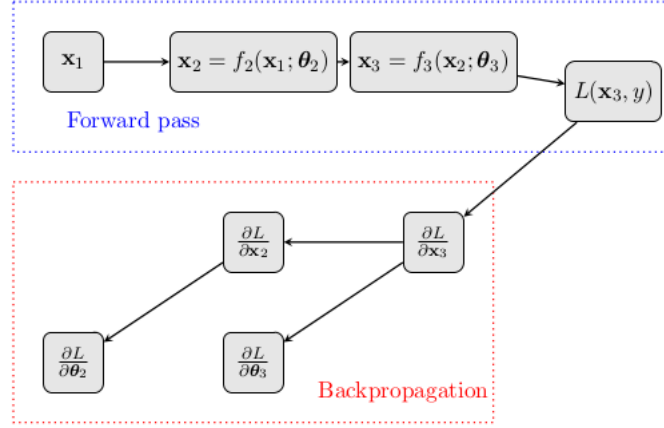 𝐱₁
𝐱₂ = f₂(𝐱₁; 𝛉₂)
𝐱₃ = f₃(𝐱₂; 𝛉₃)
L(𝐱₃, y)
Forward pass
∂L/∂𝐱₂
∂L/∂𝐱₃
∂L/∂𝛉₂
∂L/∂𝛉₃
Backpropagation